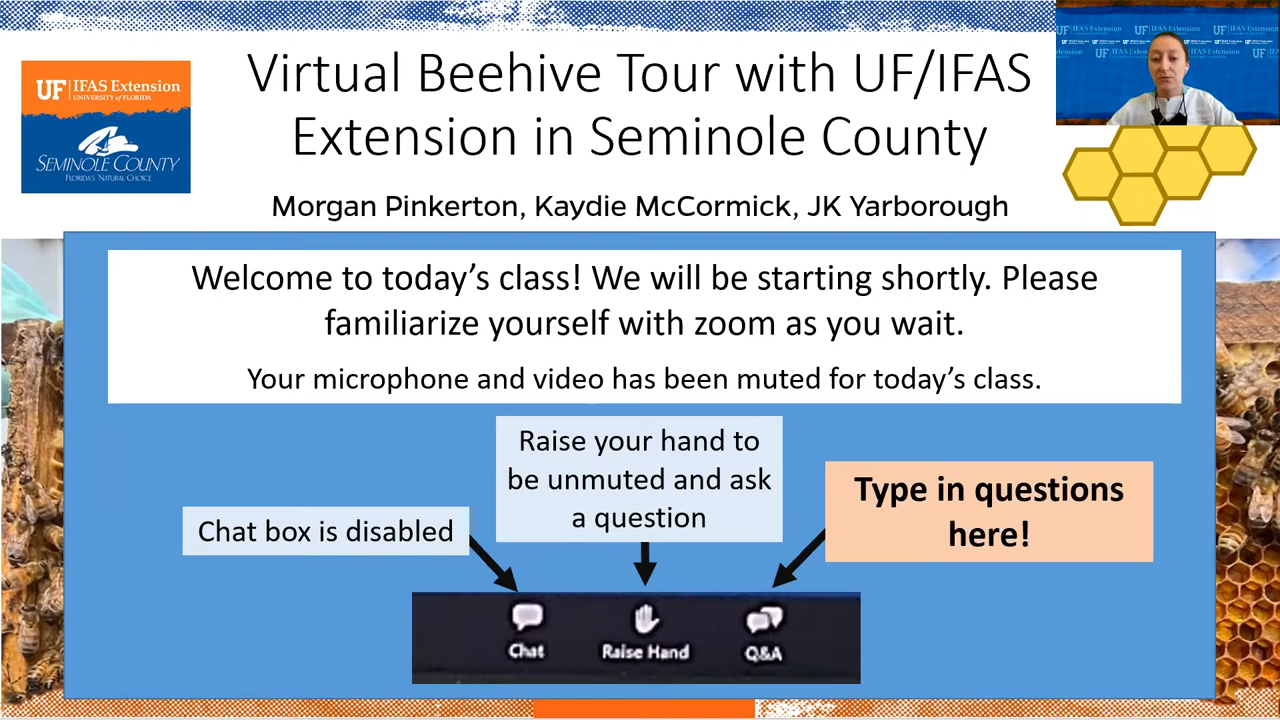 Virtual Beehive Tour with UF/IFAS
Extension in Seminole County
UF IFAS Extension
UNIVERSITY of FLORIDA
SEMINOLE COUNTY
FLORIDA'S NATURAL CHOICE
Morgan Pinkerton, Kaydie McCormick, JK Yarborough
UF IFAS Extension
Welcome to today's class! We will be starting shortly. Please
familiarize yourself with zoom as you wait.
Your microphone and video has been muted for today's class.
Raise your hand to
be unmuted and ask
a question
Type in questions
here!
Chat box is disabled
Chat
Raise Hand
Q&A